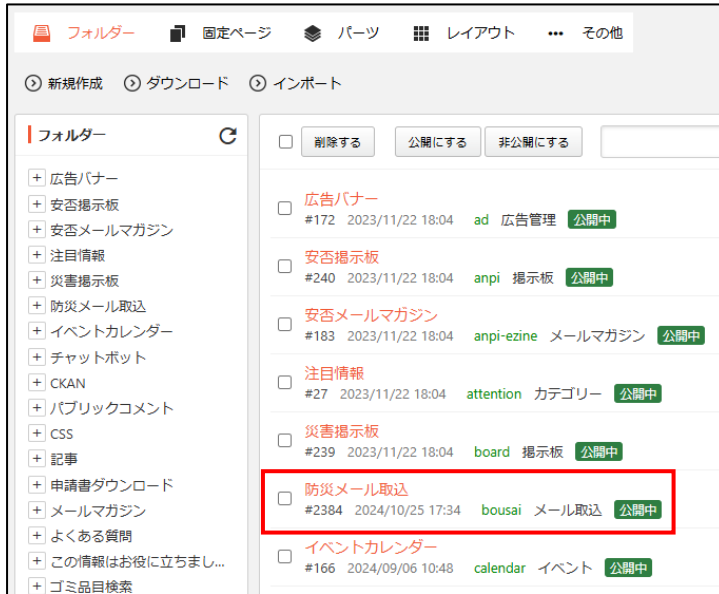 フォルダー 固定ページ パーツ レイアウト その他
新規作成 ダウンロード インポート
フォルダー
広告バナー
安否掲示板
安否メールマガジン
注目情報
災害掲示板
防災メール取込
イベントカレンダー
チャットボット
CKAN
パブリックコメント
CSS
記事
申請書ダウンロード
メールマガジン
よくある質問
この情報はお役に立ちまし...
ゴミ品目検索
削除する 公開にする 非公開にする
広告バナー
#172 2023/11/22 18:04 ad 広告管理 公開中
安否掲示板
#240 2023/11/22 18:04 anpi 掲示板 公開中
安否メールマガジン
#183 2023/11/22 18:04 anpi-ezine メールマガジン 公開中
注目情報
#27 2023/11/22 18:04 attention カテゴリー 公開中
災害掲示板
#239 2023/11/22 18:04 board 掲示板 公開中
防災メール取込
#2384 2024/10/25 17:34 bousai メール取込 公開中
イベントカレンダー
#166 2024/09/06 10:48 calendar イベント 公開中